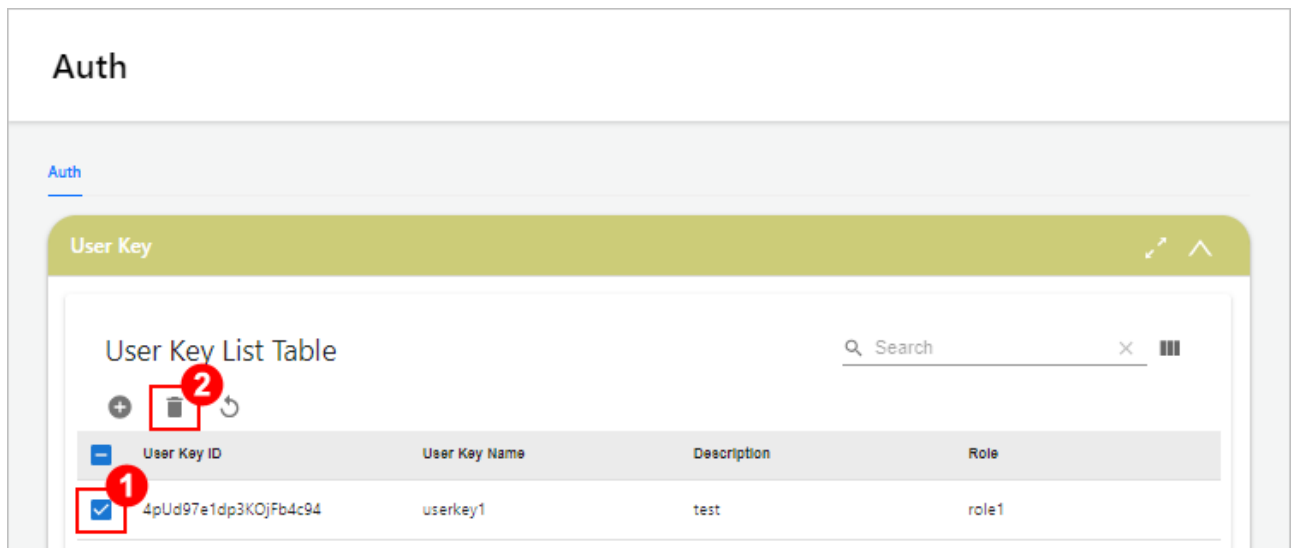 Auth
Auth
User Key
User Key List Table
Search
2
User Key ID User Key Name Description Role
1
4pUd97e1dp3KOjFb4c94 userkey1 test role1